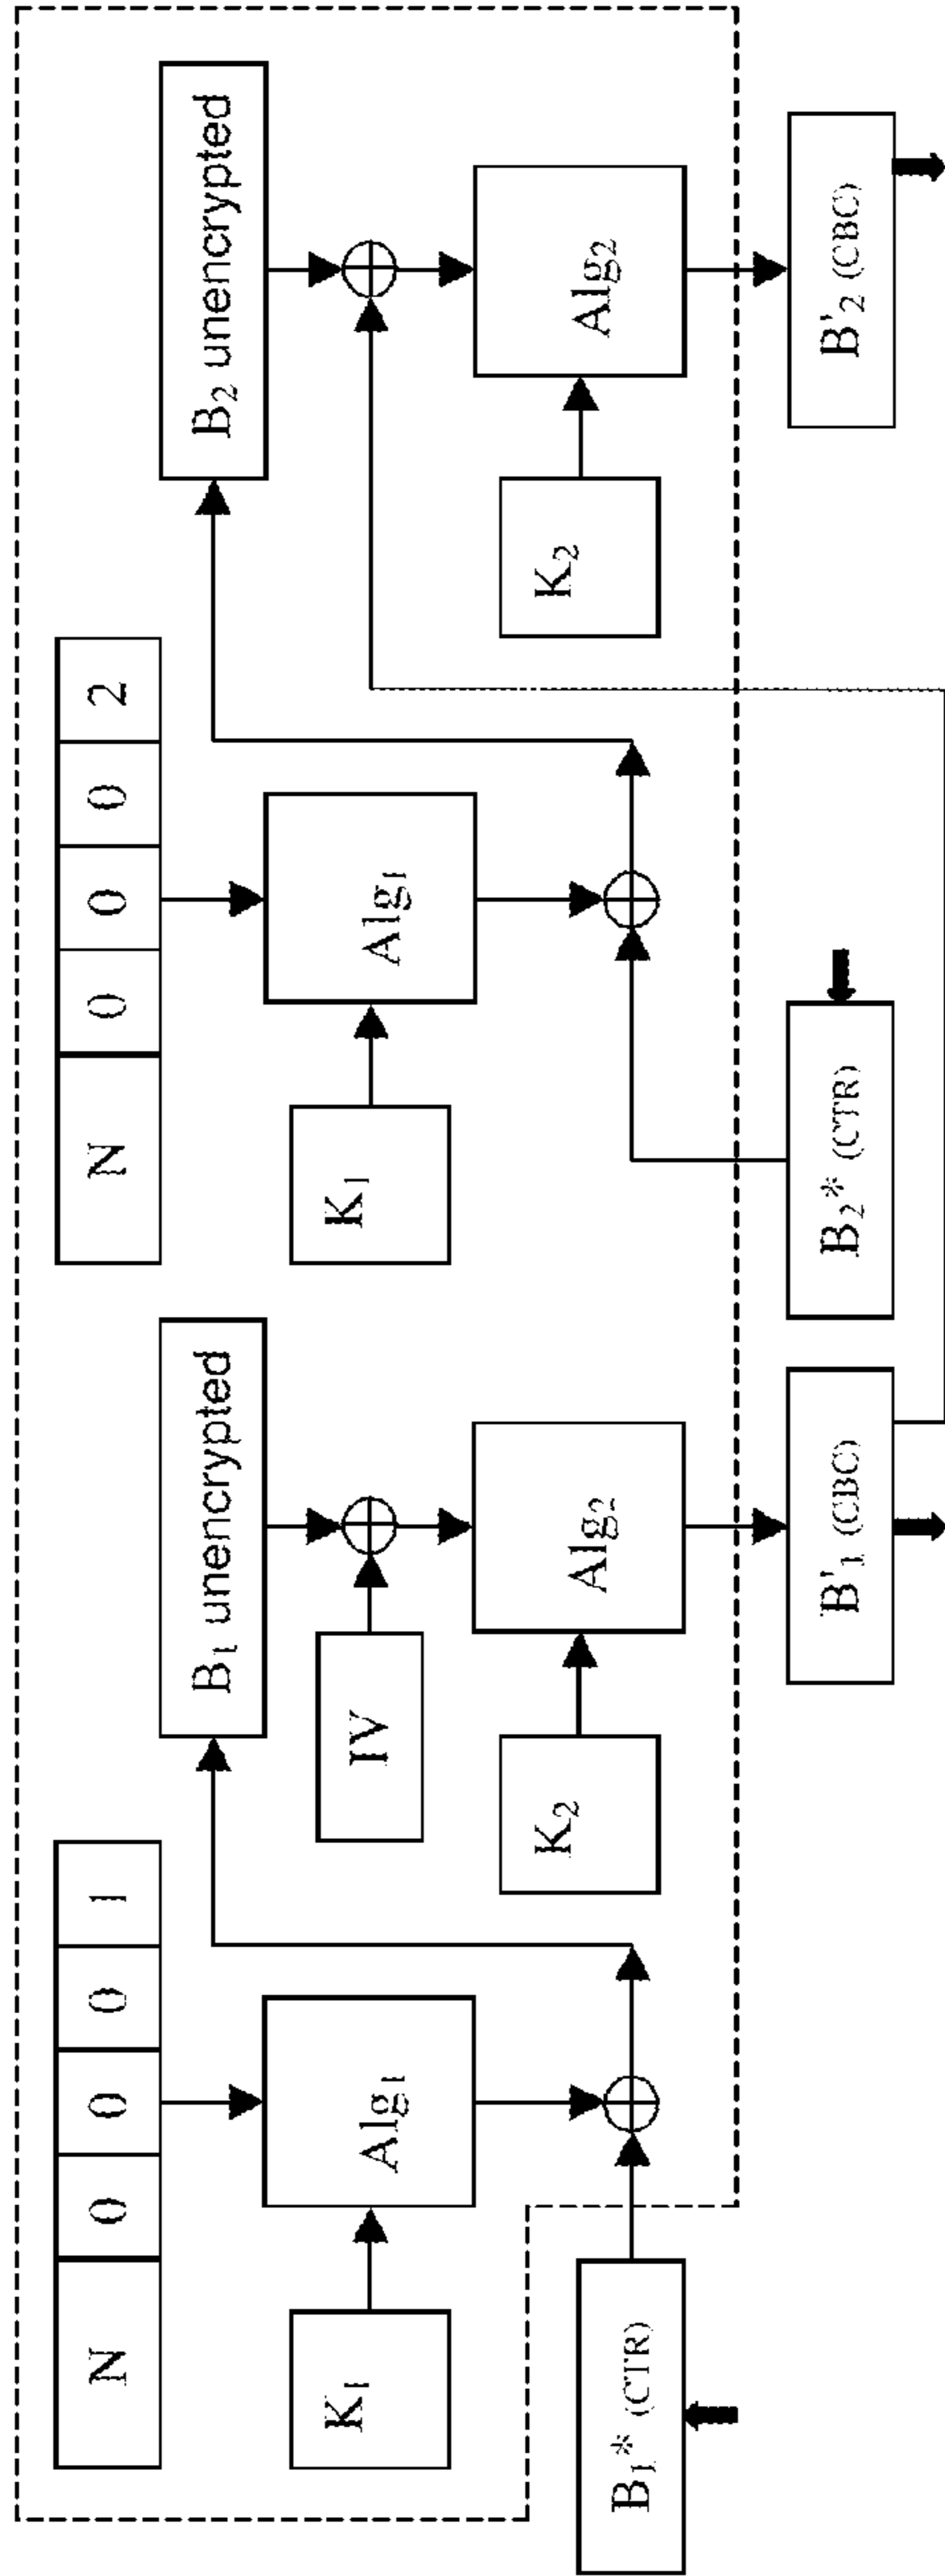 N 0 0 0 1
N 0 0 0 2
B₁ unencrypted
B₂ unencrypted
K₁
Alg₁
IV
K₁
Alg₁
K₂
Alg₂
K₂
Alg₂
B₁* (CTR)
B'₁ (CBC)
B₂* (CTR)
B'₂ (CBC)